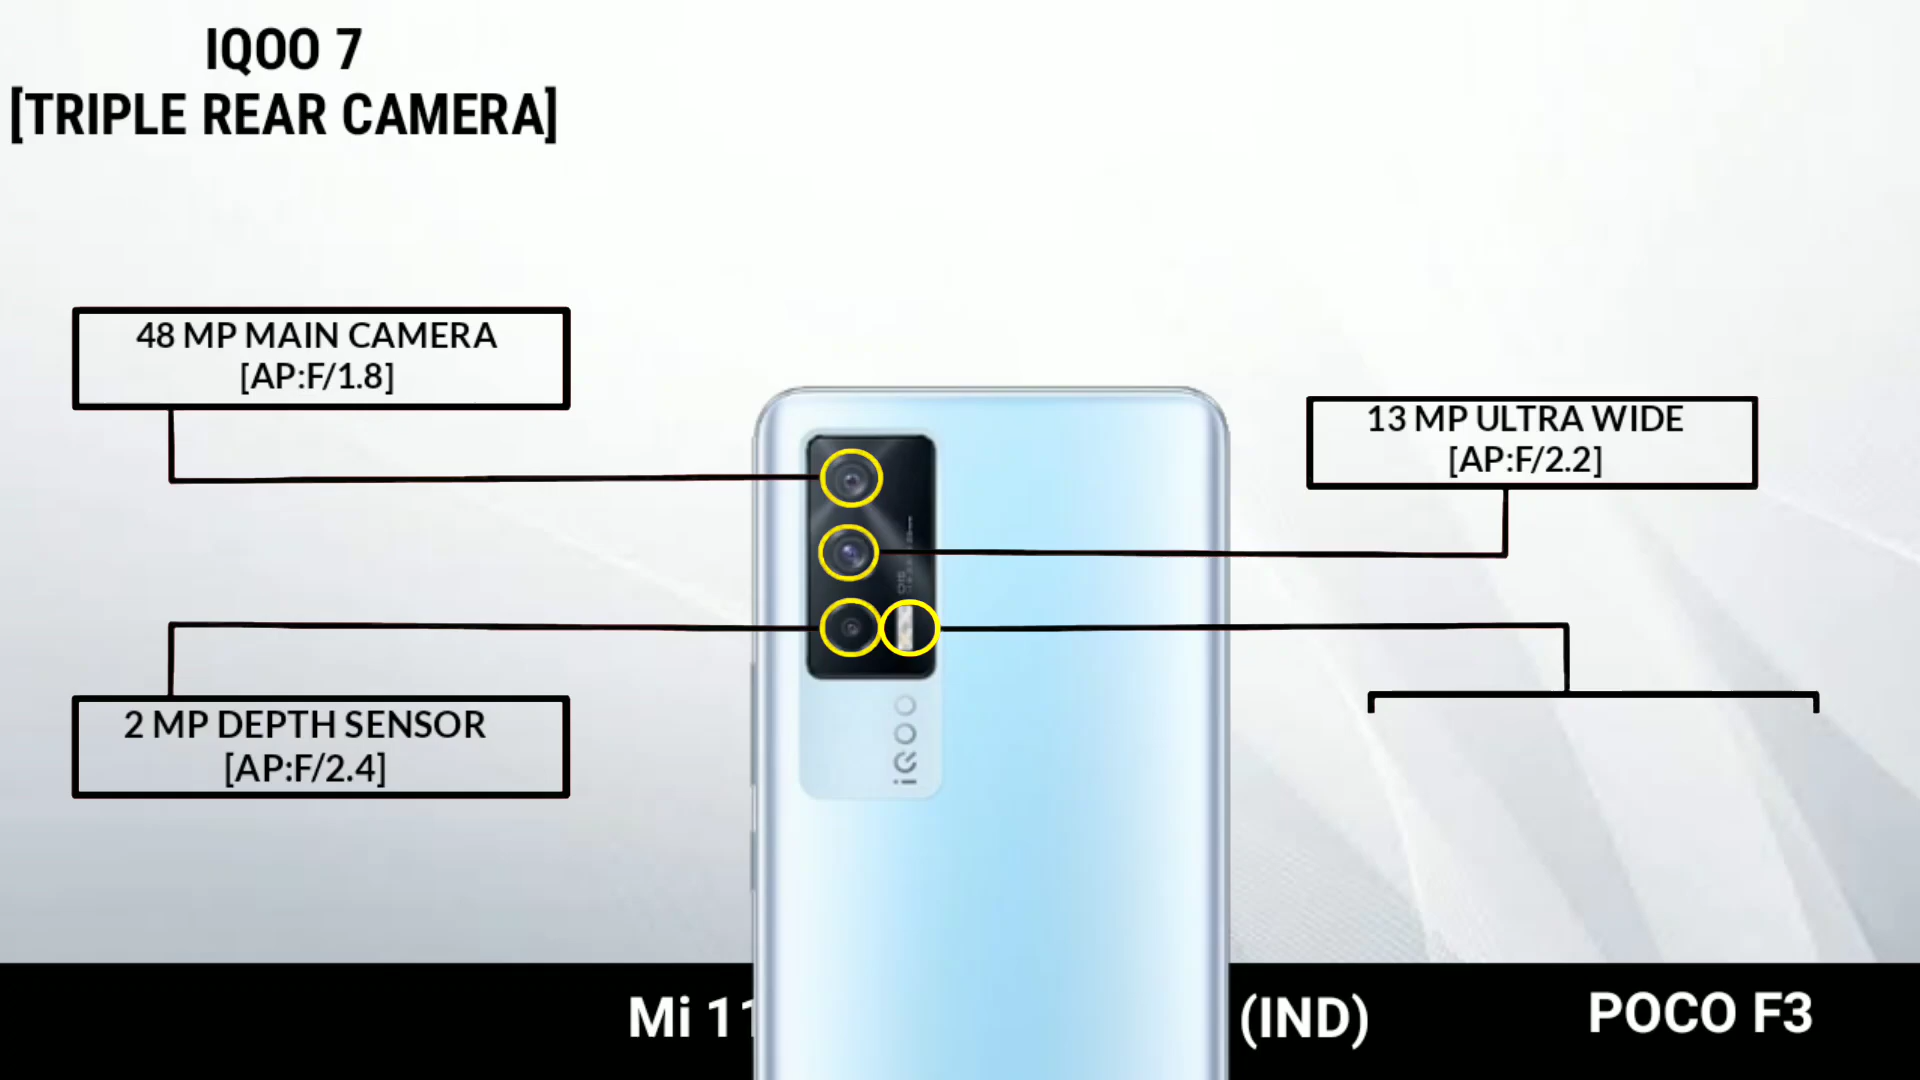 IQOO 7
[TRIPLE REAR CAMERA]
48 MP MAIN CAMERA
[AP:F/1.8]
13 MP ULTRA WIDE
[AP:F/2.2]
2 MP DEPTH SENSOR
[AP:F/2.4]
OIS
iQOO
Mi 11
(IND)
POCO F3